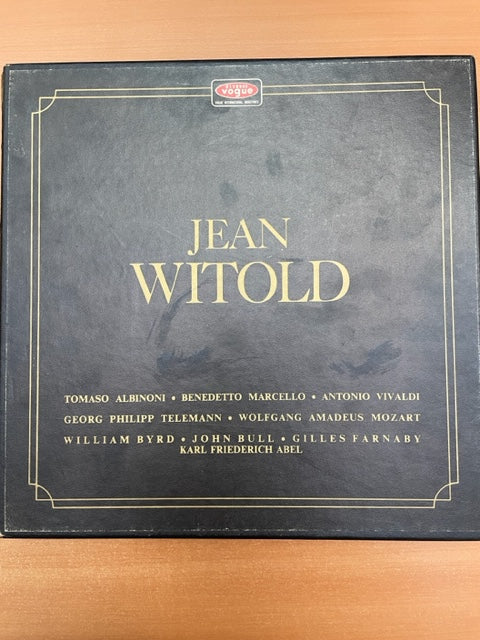 vogue
JEAN
WITOLD
TOMASO ALBINONI • BENEDETTO MARCELLO • ANTONIO VIVALDI
GEORG PHILIPP TELEMANN • WOLFGANG AMADEUS MOZART
WILLIAM BYRD • JOHN BULL • GILLES FARNABY
KARL FRIEDERICH ABEL